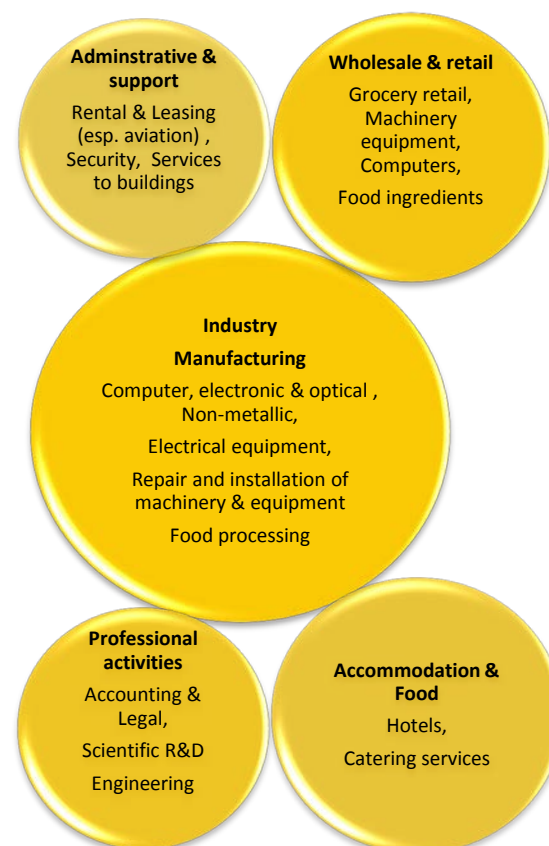 Adminstrative &
support
Rental & Leasing
(esp. aviation) ,
Security,  Services
to buildings
Wholesale & retail
Grocery retail,
Machinery
equipment,
Computers,
Food ingredients
Industry
Manufacturing
Computer, electronic & optical ,
Non-metallic,
Electrical equipment,
Repair and installation of
machinery & equipment
Food processing
Professional
activities
Accounting &
Legal,
Scientific R&D
Engineering
Accommodation &
Food
Hotels,
Catering services